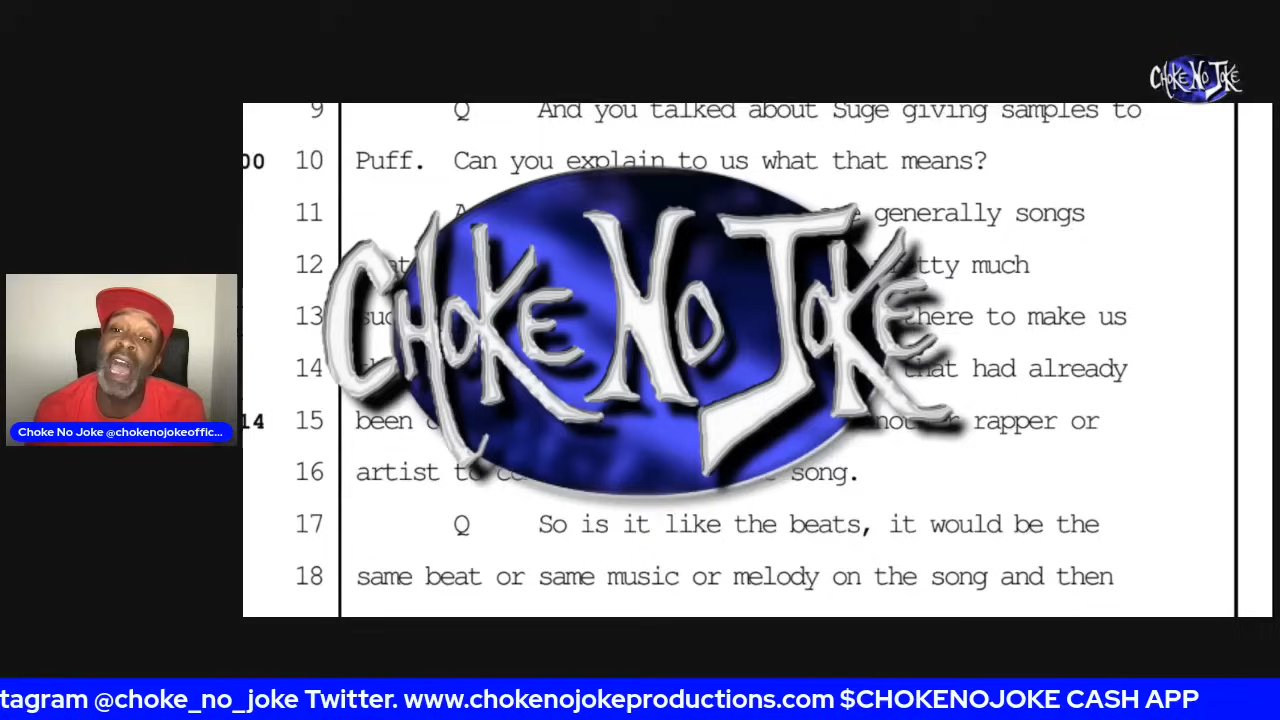 CHOKE NO JOKE
9 Q And you talked about Suge giving samples to
00 10 Puff. Can you explain to us what that means?
11 generally songs
12 much
13 here to make us
14 that had already
14 15 been rapper or
16 artist to song.
17 Q So is it like the beats, it would be the
18 same beat or same music or melody on the song and then
CHOKE NO JOKE
Choke No Joke @chokenojokeoffic...
tagram @choke_no_joke Twitter. www.chokenojokeproductions.com $CHOKENOJOKE CASH APP